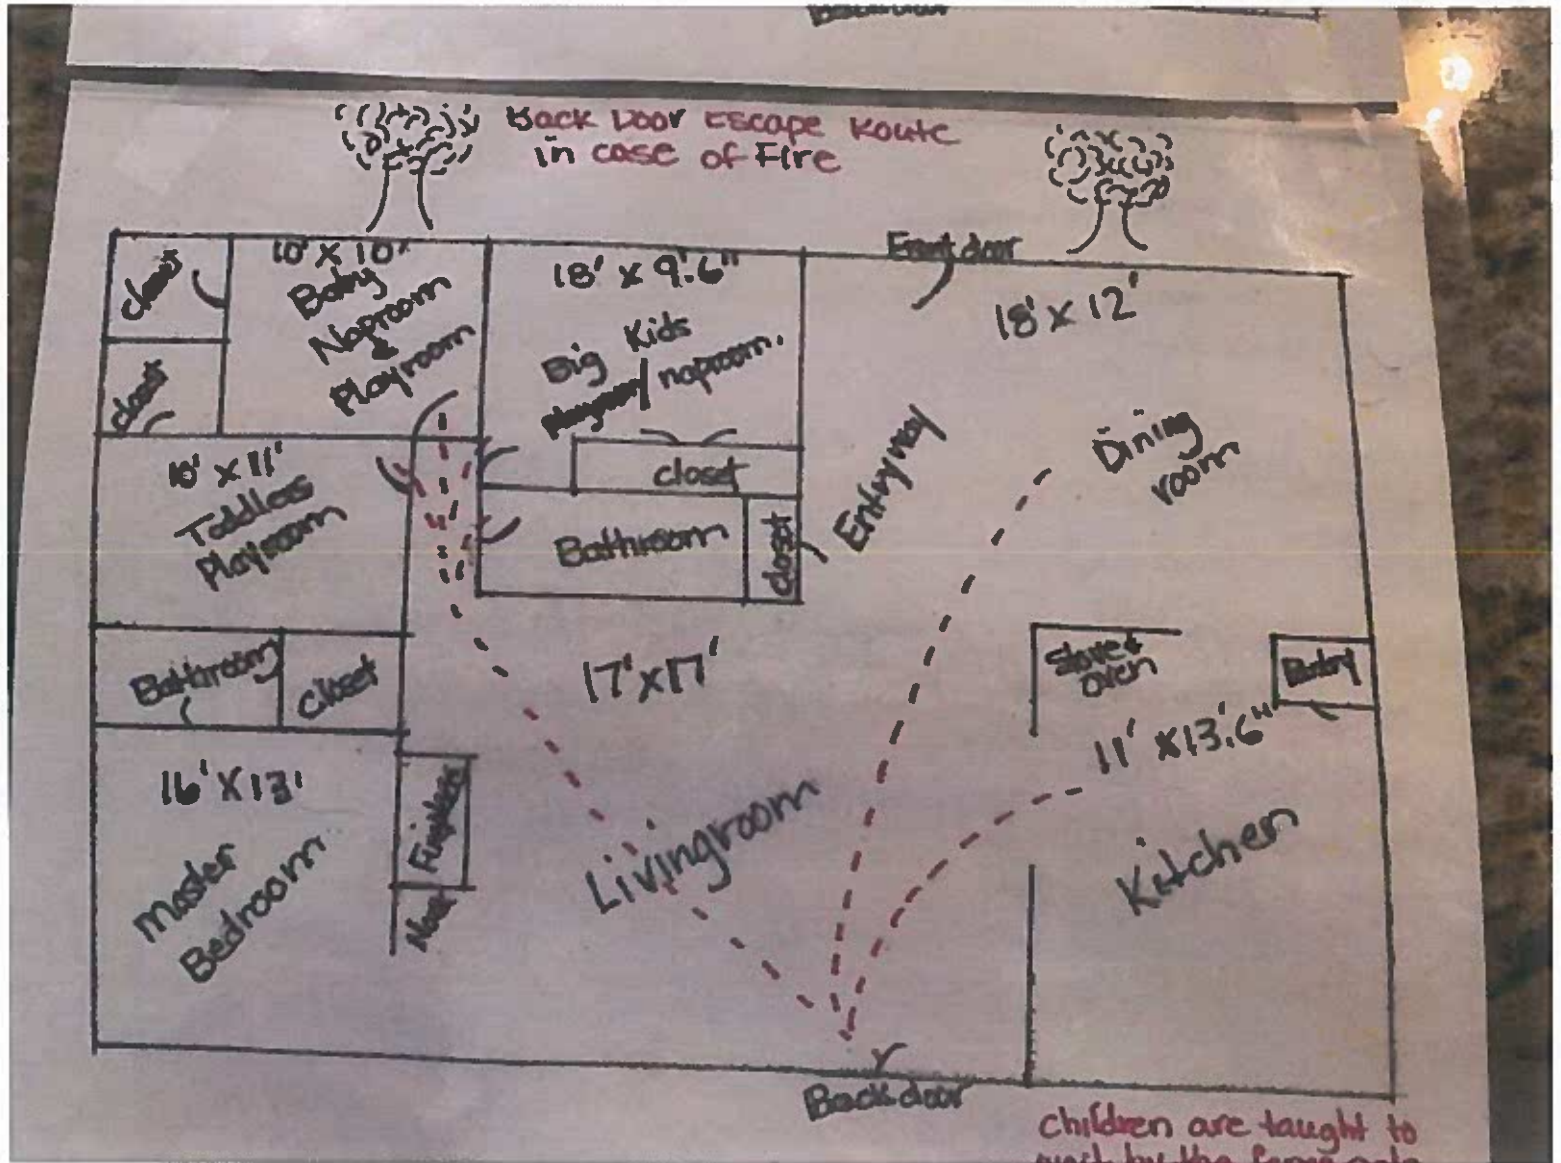 Back Door Escape Route
in case of Fire
Front door
closet
10' x 10"
Baby
Naproom
&
Playroom
18' x 9'.6"
Big Kids
naproom.
18' x 12'
closet
Dining
room
Entryway
10' x 11'
Toddlers
Playroom
closet
Bathroom
closet
Bathroom
closet
17' x 17'
Stove &
oven
11' x 13'.6"
16' x 13'
Master
Bedroom
Fireplace
Livingroom
Kitchen
Back door
children are taught to